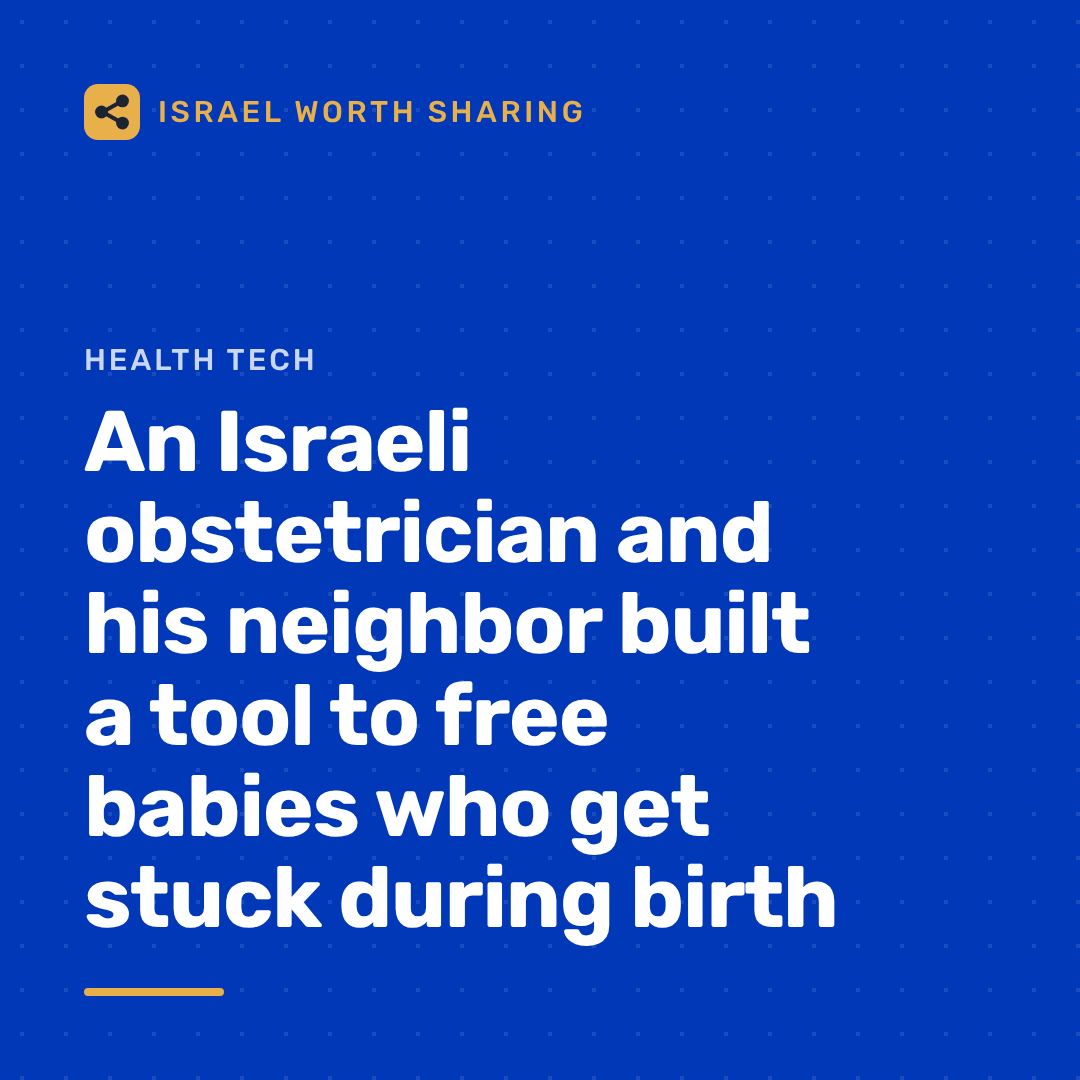 ISRAEL WORTH SHARING
HEALTH TECH
An Israeli
obstetrician and
his neighbor built
a tool to free
babies who get
stuck during birth